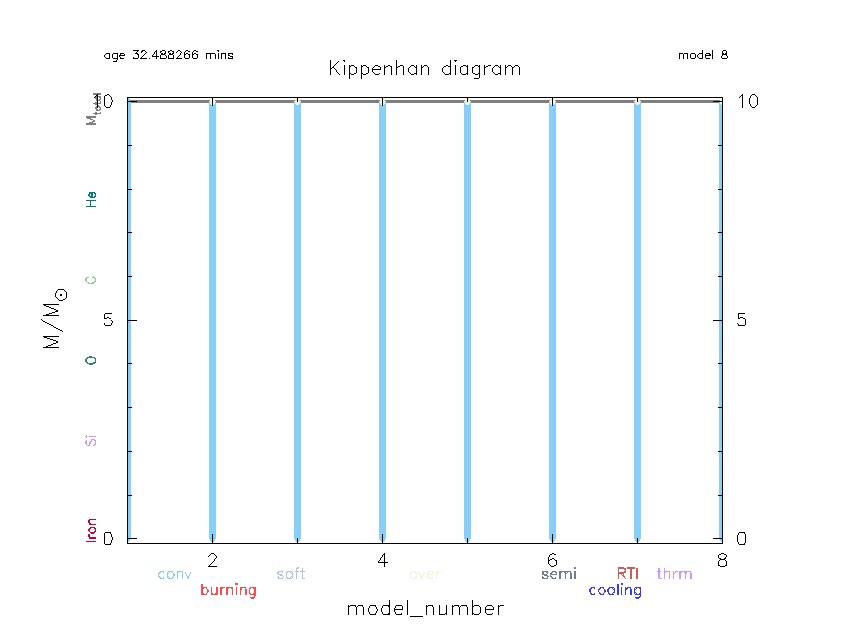 age 32.488266 mins
model 8
Kippenhan diagram
M_total
10
10
He
C
M/M☉
5
5
O
Si
Iron
0
0
2
4
6
8
conv
soft
over
semi
RTI
thrm
burning
cooling
model_number